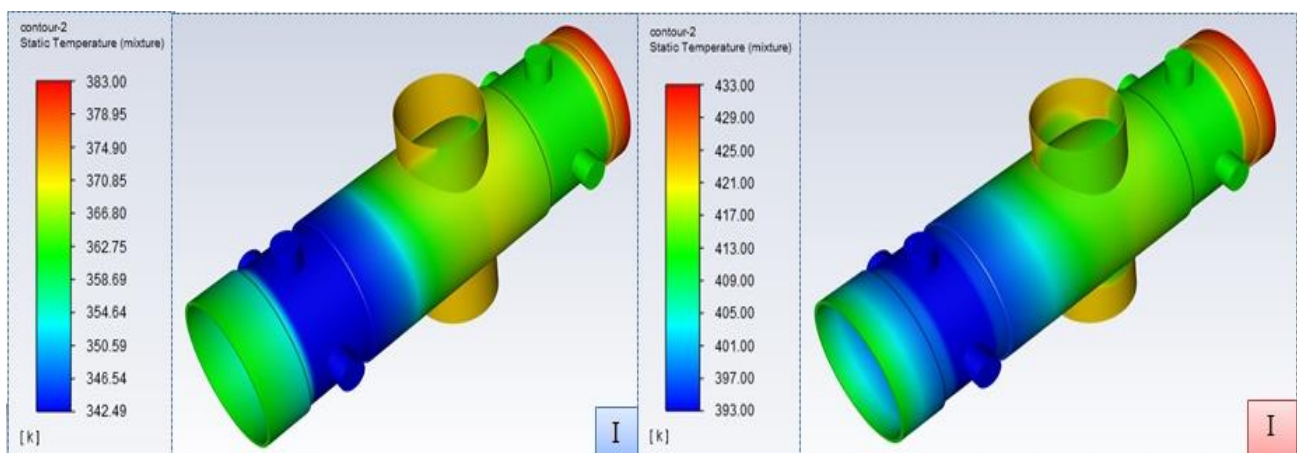 contour-2
Static Temperature (mixture)
383.00
378.95
374.90
370.85
366.80
362.75
358.69
354.64
350.59
346.54
342.49
[k]
I
contour-2
Static Temperature (mixture)
433.00
429.00
425.00
421.00
417.00
413.00
409.00
405.00
401.00
397.00
393.00
[k]
I